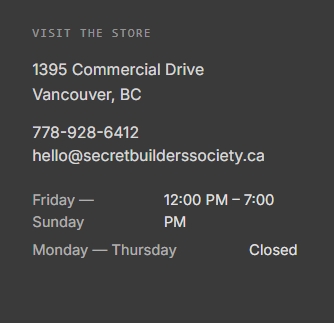 VISIT THE STORE
1395 Commercial Drive
Vancouver, BC
778-928-6412
hello@secretbuilderssociety.ca
Friday — Sunday
12:00 PM – 7:00 PM
Monday — Thursday Closed